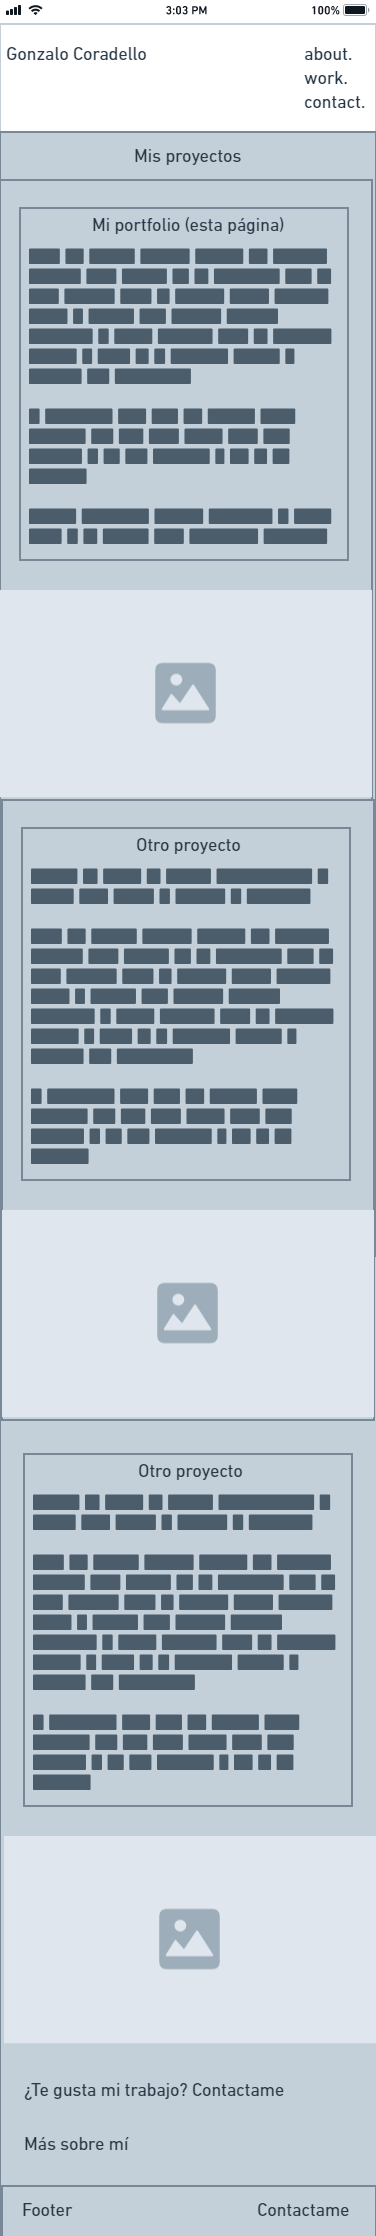 3:03 PM 100%
Gonzalo Coradello
about.
work.
contact.
Mis proyectos
Mi portfolio (esta página)
Otro proyecto
Otro proyecto
¿Te gusta mi trabajo? Contactame
Más sobre mí
Footer Contactame